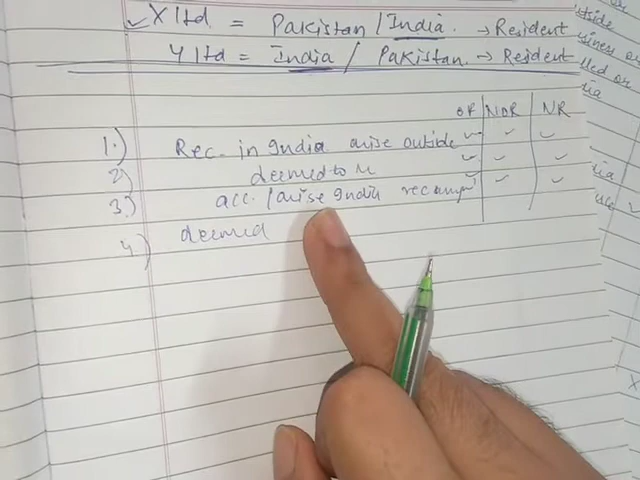 X ltd = Pakistan / India. → Resident
Y ltd = India / Pakistan. → Resident
OR NOR NR
1.) Rec. in India arise outside ✓ ✓ ✓
2) deemed to ✓ ✓ ✓
3.) acc. / arise India rec ✓ ✓ ✓
4) deemed